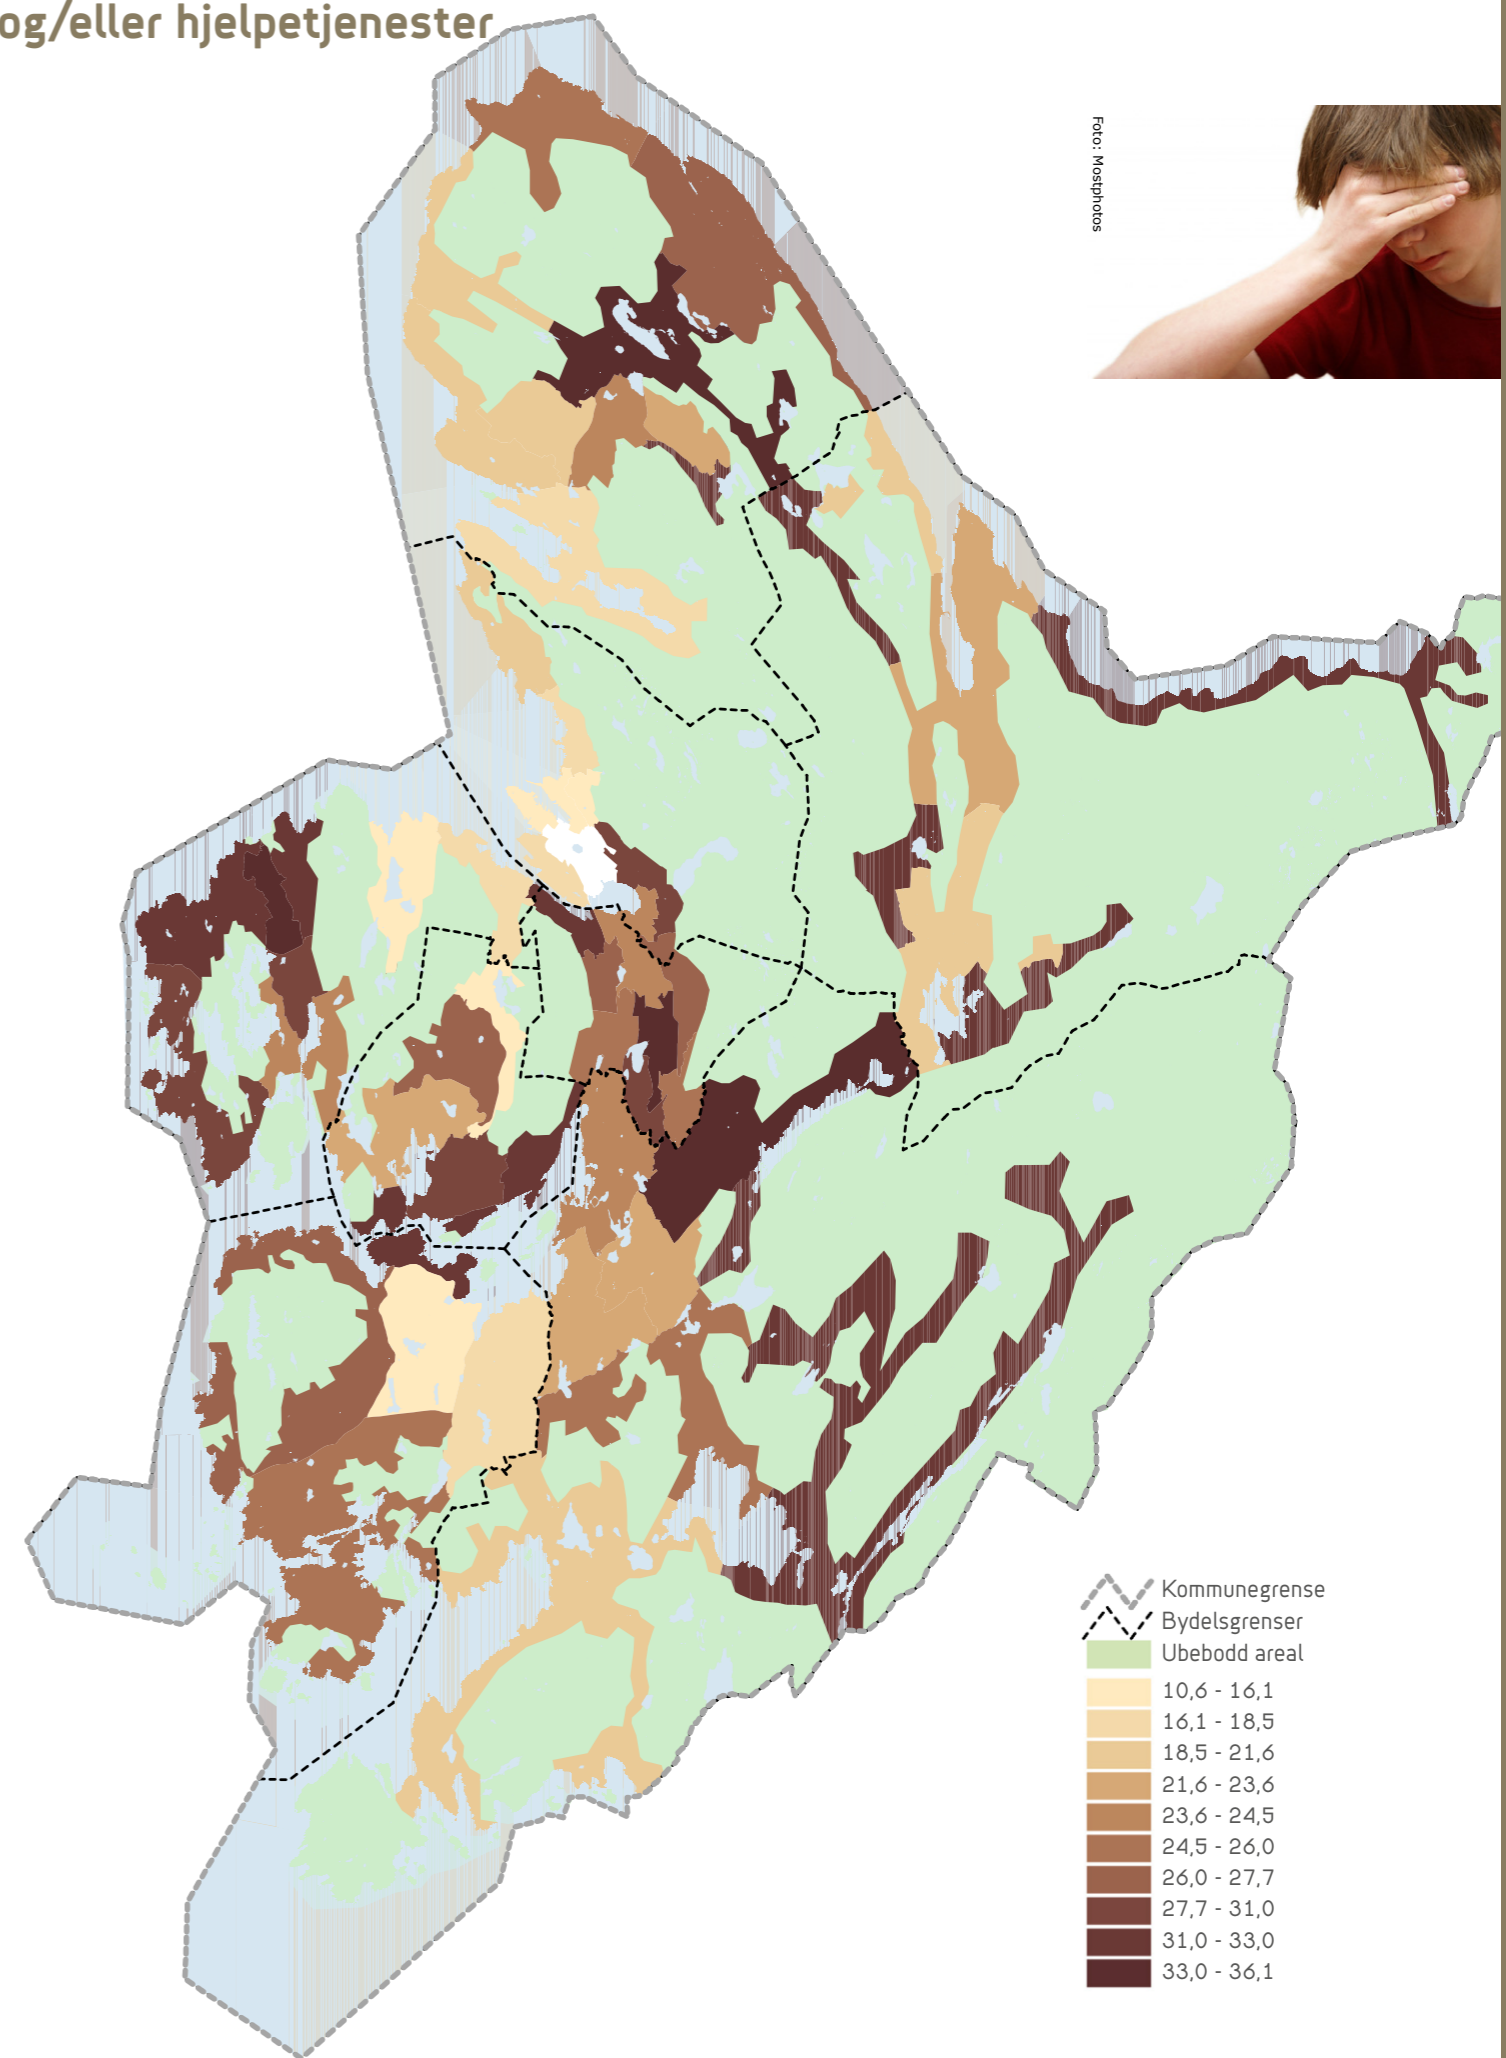 og/eller hjelpetjenester
Foto: Mostphotos
Kommunegrense
Bydelsgrenser
Ubebodd areal
10,6 - 16,1
16,1 - 18,5
18,5 - 21,6
21,6 - 23,6
23,6 - 24,5
24,5 - 26,0
26,0 - 27,7
27,7 - 31,0
31,0 - 33,0
33,0 - 36,1